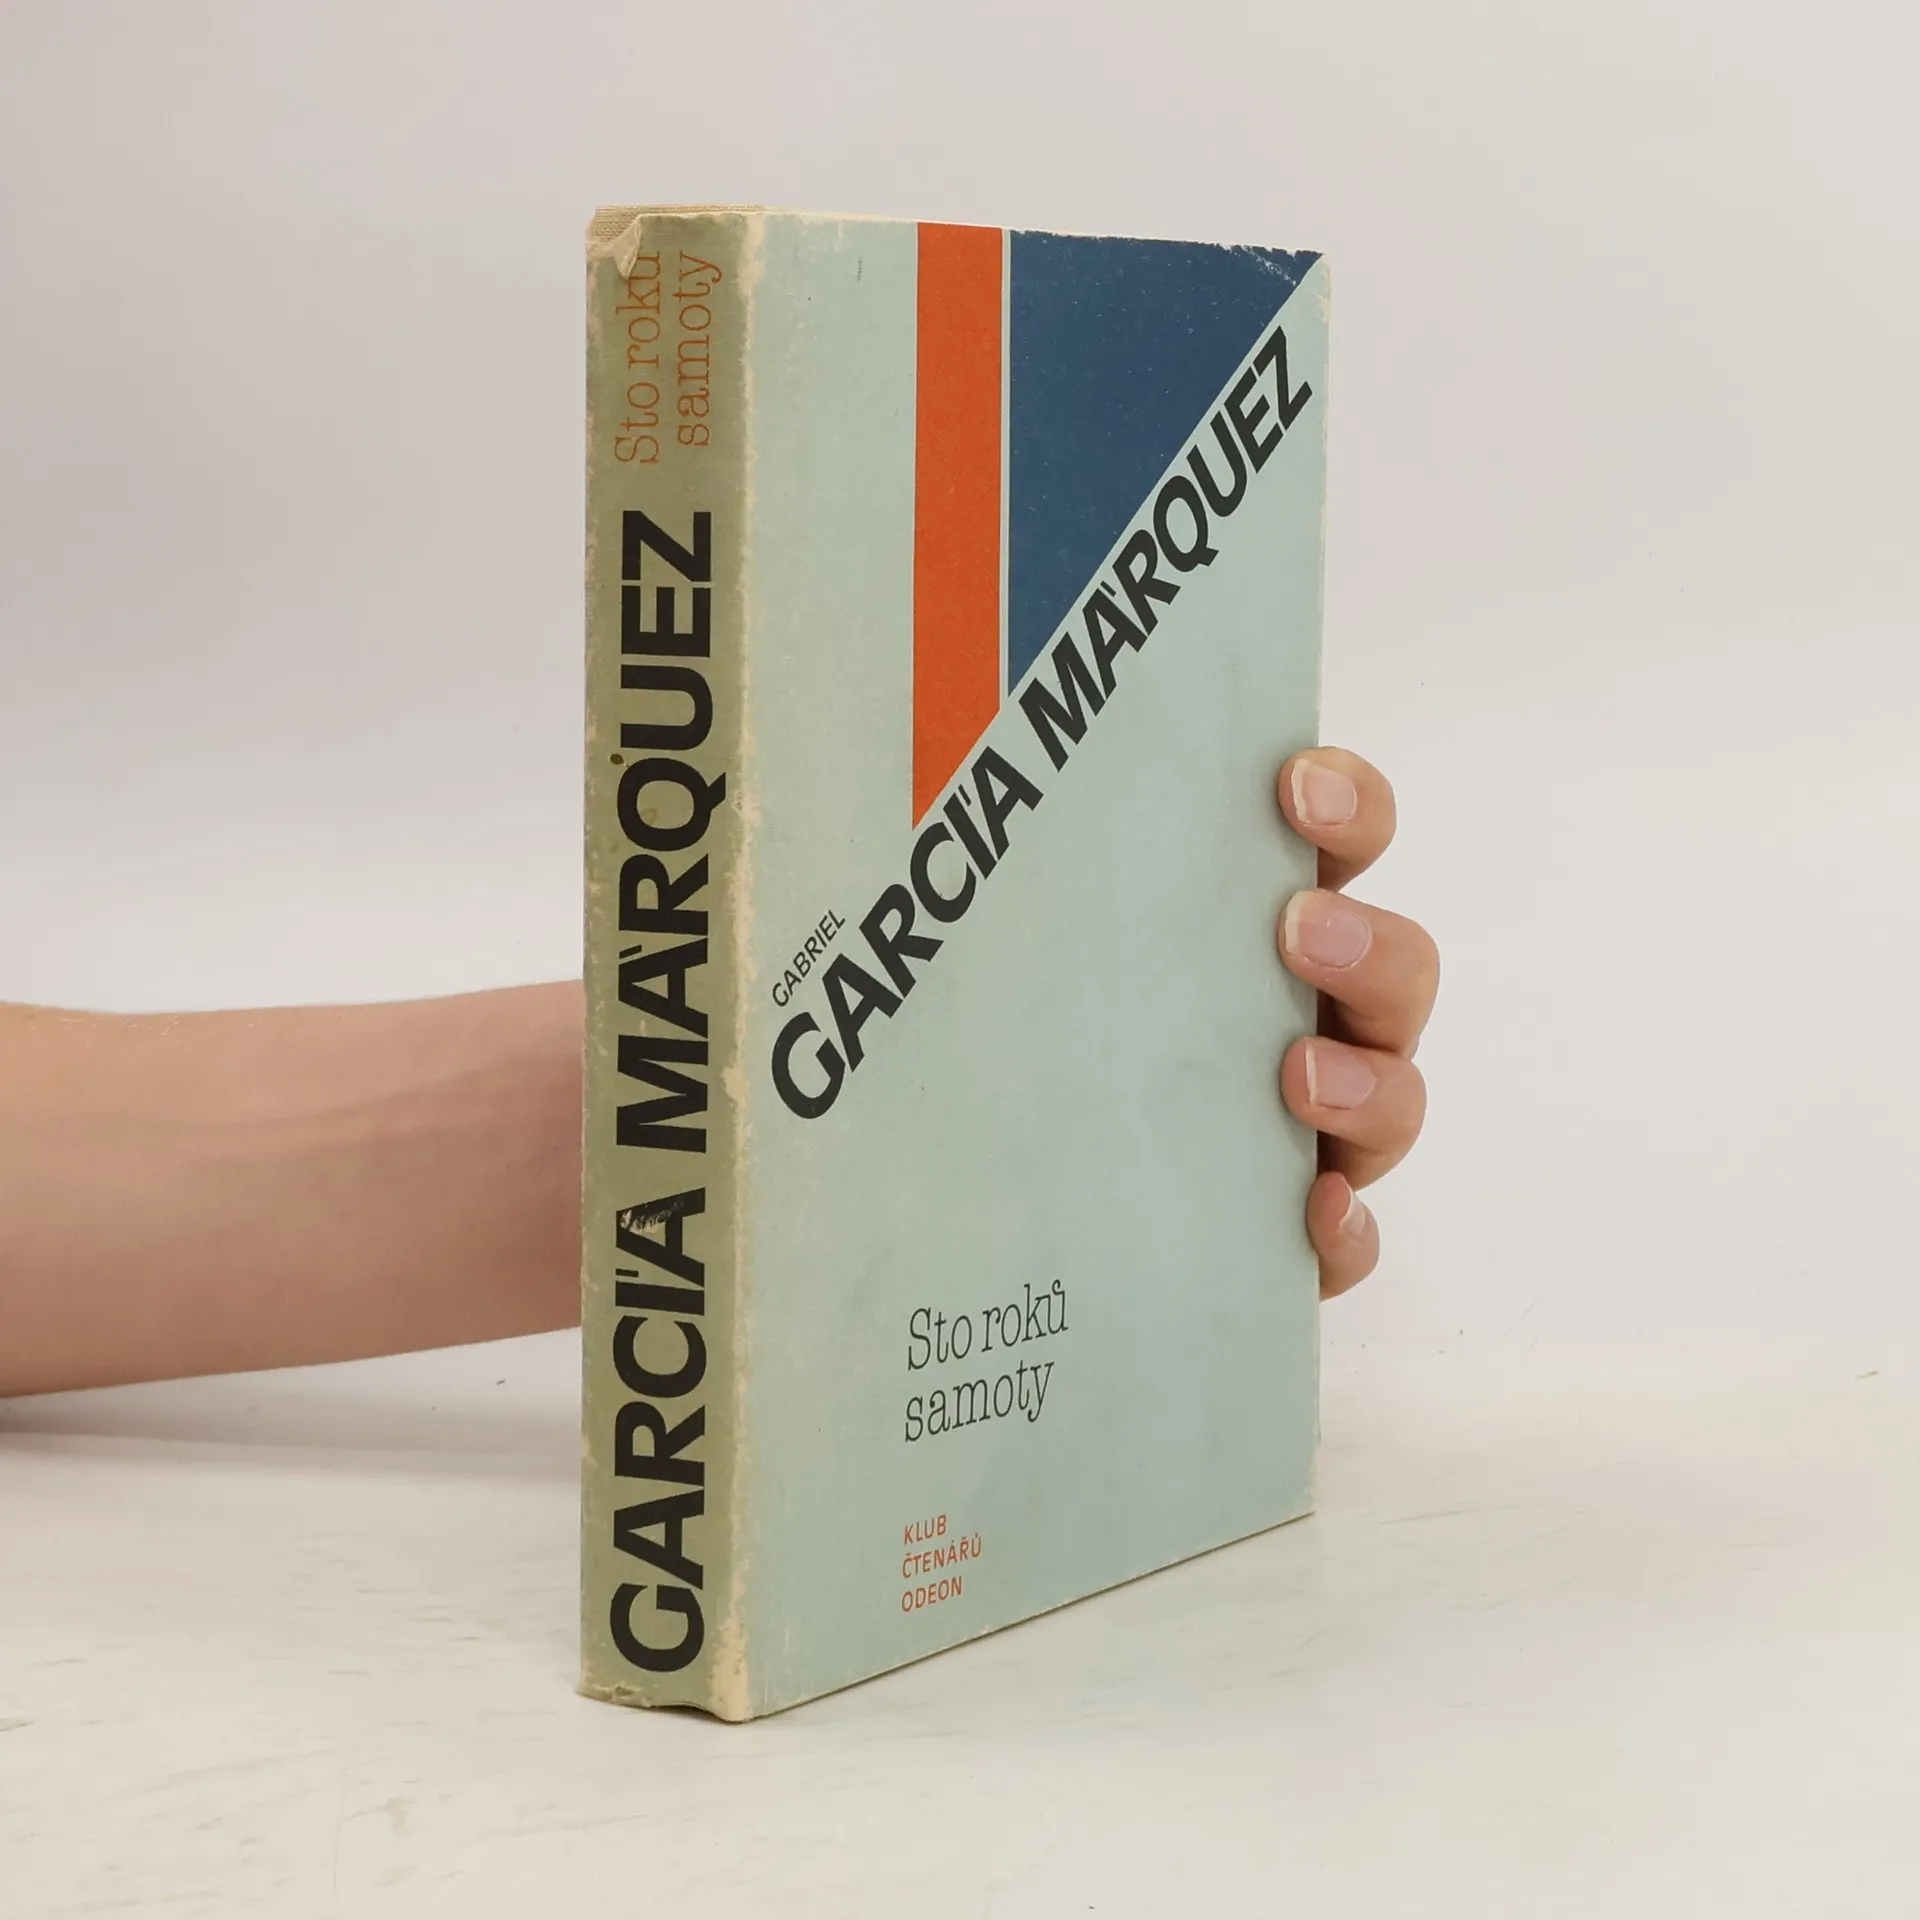 Sto roků
samoty
GARCÍA MÁRQUEZ
GABRIEL
GARCÍA MÁRQUEZ
Sto roků
samoty
KLUB
ČTENÁŘŮ
ODEON